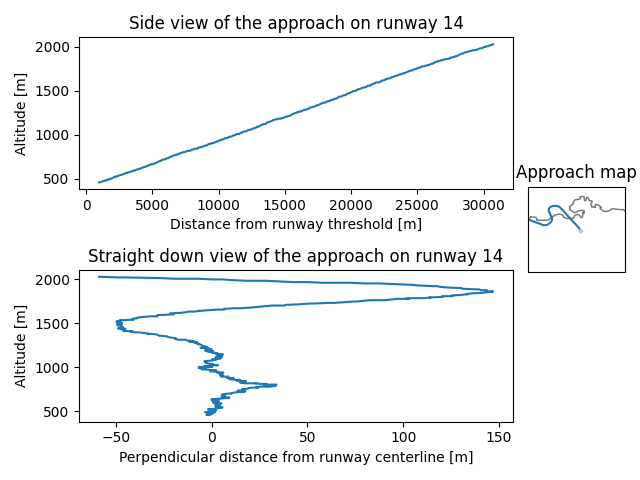 Side view of the approach on runway 14
2000
1500
1000
500
Altitude [m]
0 5000 10000 15000 20000 25000 30000
Distance from runway threshold [m]
Approach map
Straight down view of the approach on runway 14
2000
1500
1000
500
Altitude [m]
−50 0 50 100 150
Perpendicular distance from runway centerline [m]